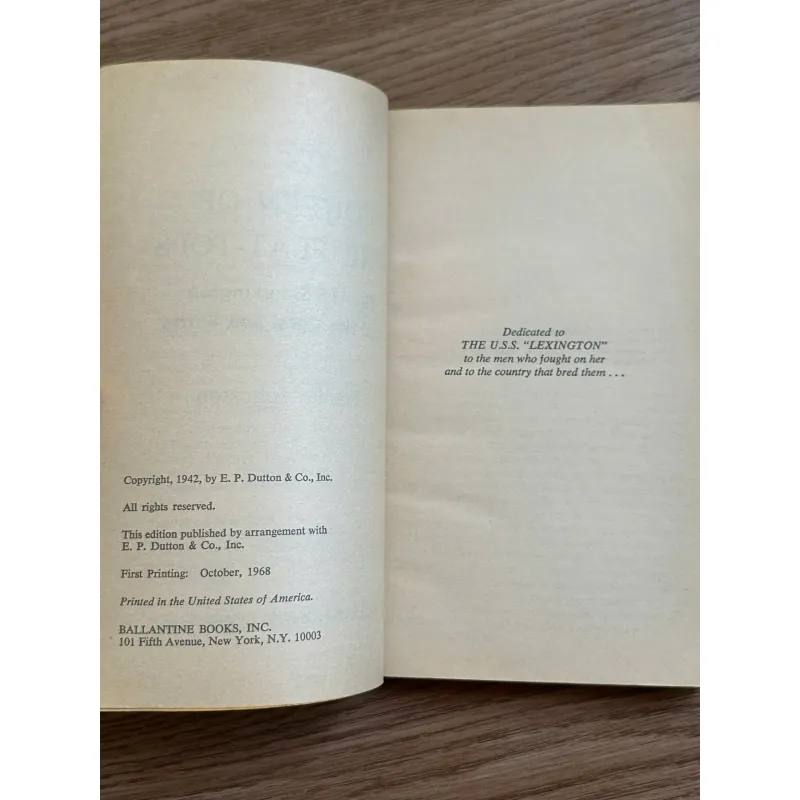 Copyright, 1942, by E. P. Dutton & Co., Inc.
All rights reserved.
This edition published by arrangement with
E. P. Dutton & Co., Inc.
First Printing: October, 1968
Printed in the United States of America.
BALLANTINE BOOKS, INC.
101 Fifth Avenue, New York, N.Y. 10003
Dedicated to
THE U.S.S. "LEXINGTON"
to the men who fought on her
and to the country that bred them . . .